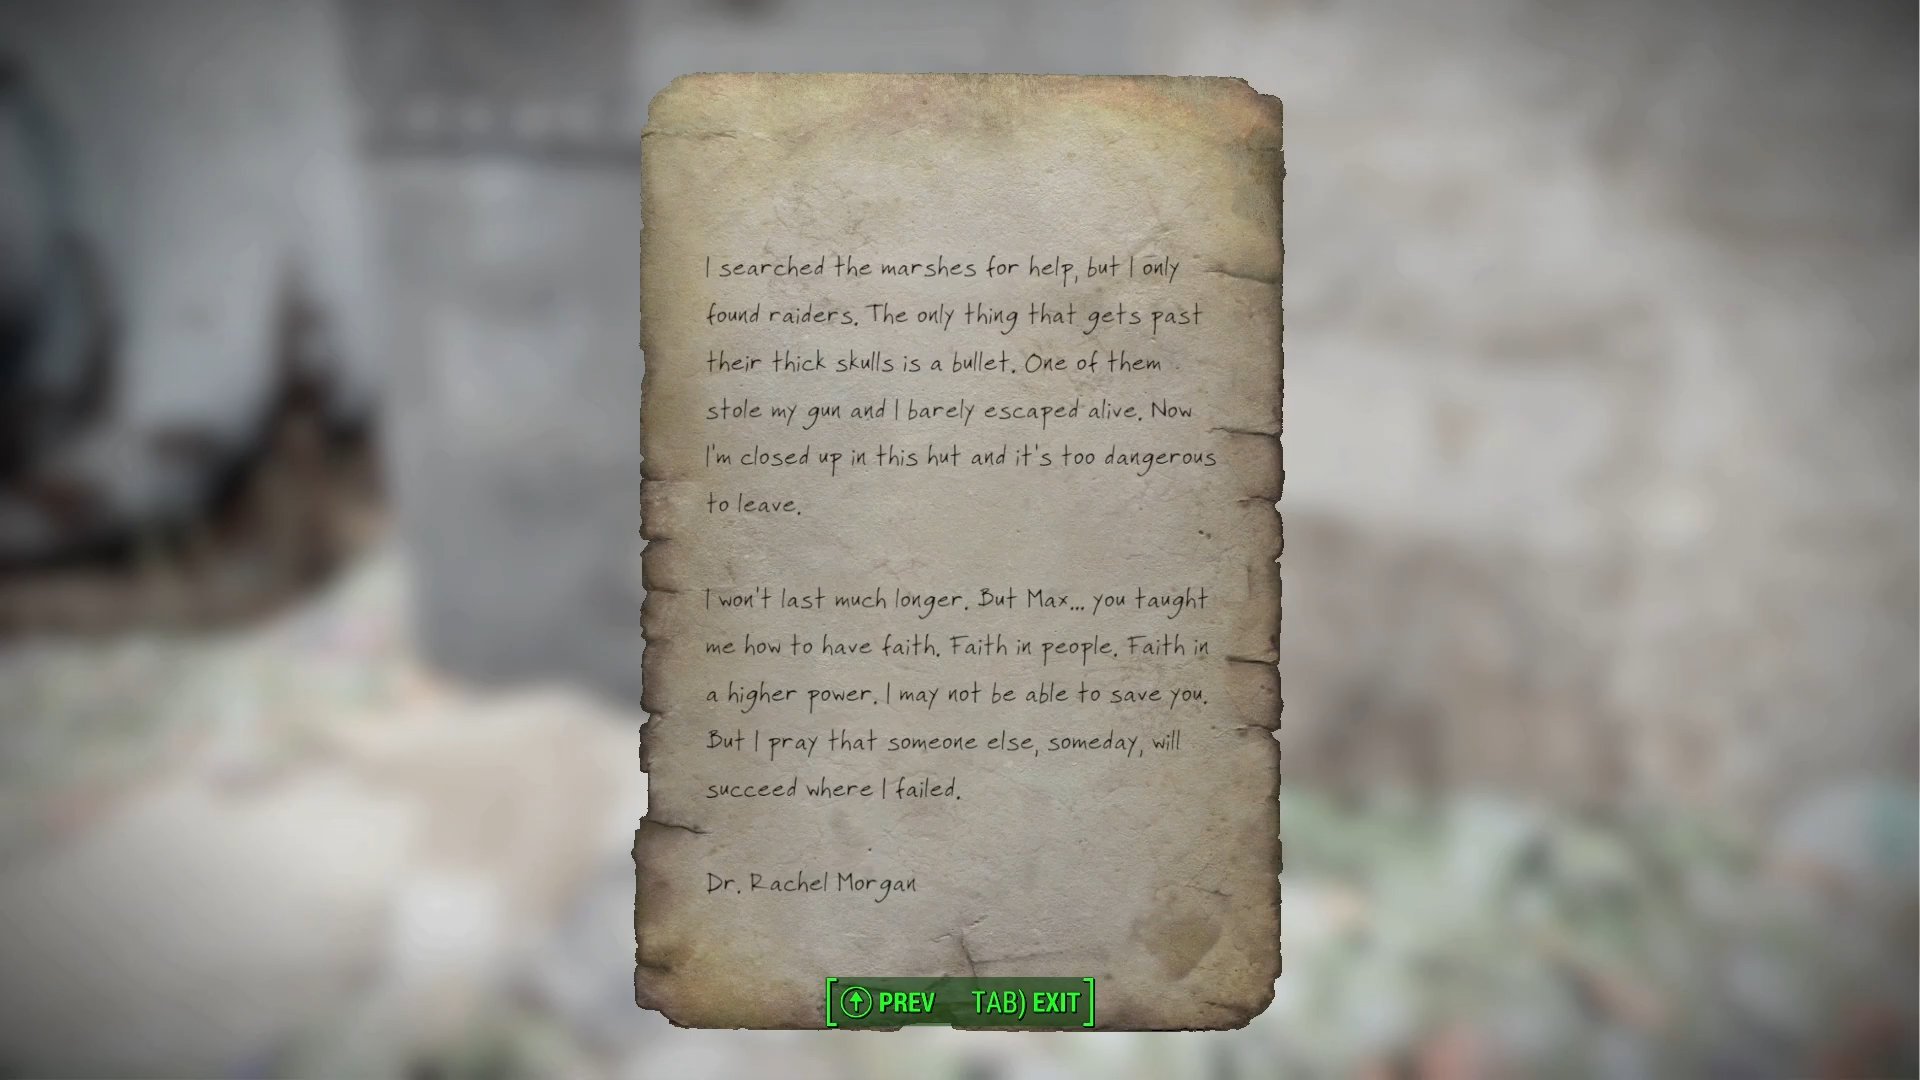 I searched the marshes for help, but I only
found raiders. The only thing that gets past
their thick skulls is a bullet. One of them
stole my gun and I barely escaped alive. Now
I'm closed up in this hut and it's too dangerous
to leave.
I won't last much longer. But Max... you taught
me how to have faith. Faith in people. Faith in
a higher power. I may not be able to save you.
But I pray that someone else, someday, will
succeed where I failed.
Dr. Rachel Morgan
PREV TAB) EXIT